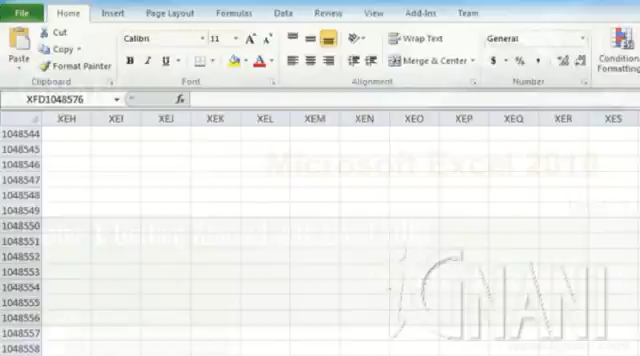 File Home Insert Page Layout Formulas Data Review View Add-Ins Team
Cut
Calibri 11 A A Wrap Text General
Copy
Paste Format Painter B I U A Merge & Center $ % , Condition
Formatting
Clipboard Font Alignment Number
XFD1048576 fx
XEH XEI XEJ XEK XEL XEM XEN XEO XEP XEQ XER XES
1048544
1048545
1048546
Microsoft Excel 2010
1048547
1048548
1048549
1048550
1048551
1048552
1048553
1048554
1048555
1048556
1048557
1048558
GNANI